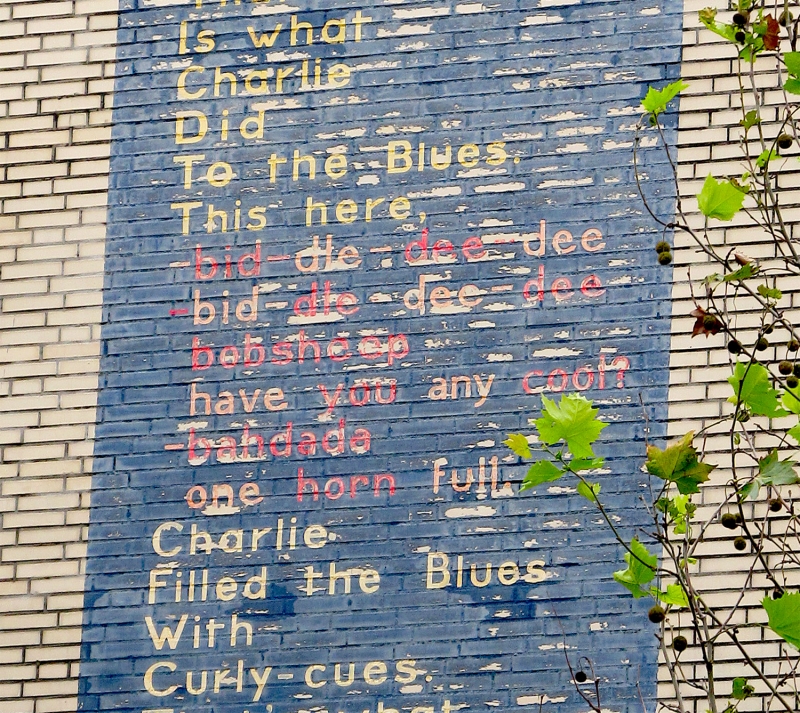 Is what
Charlie
Did
To the Blues.
This here,
-bid-dle-dee-dee
-bid-dle dee-dee
bobsheep
have you any cool?
-bahdada
one horn full.
Charlie
Filled the Blues
With
Curly-cues.